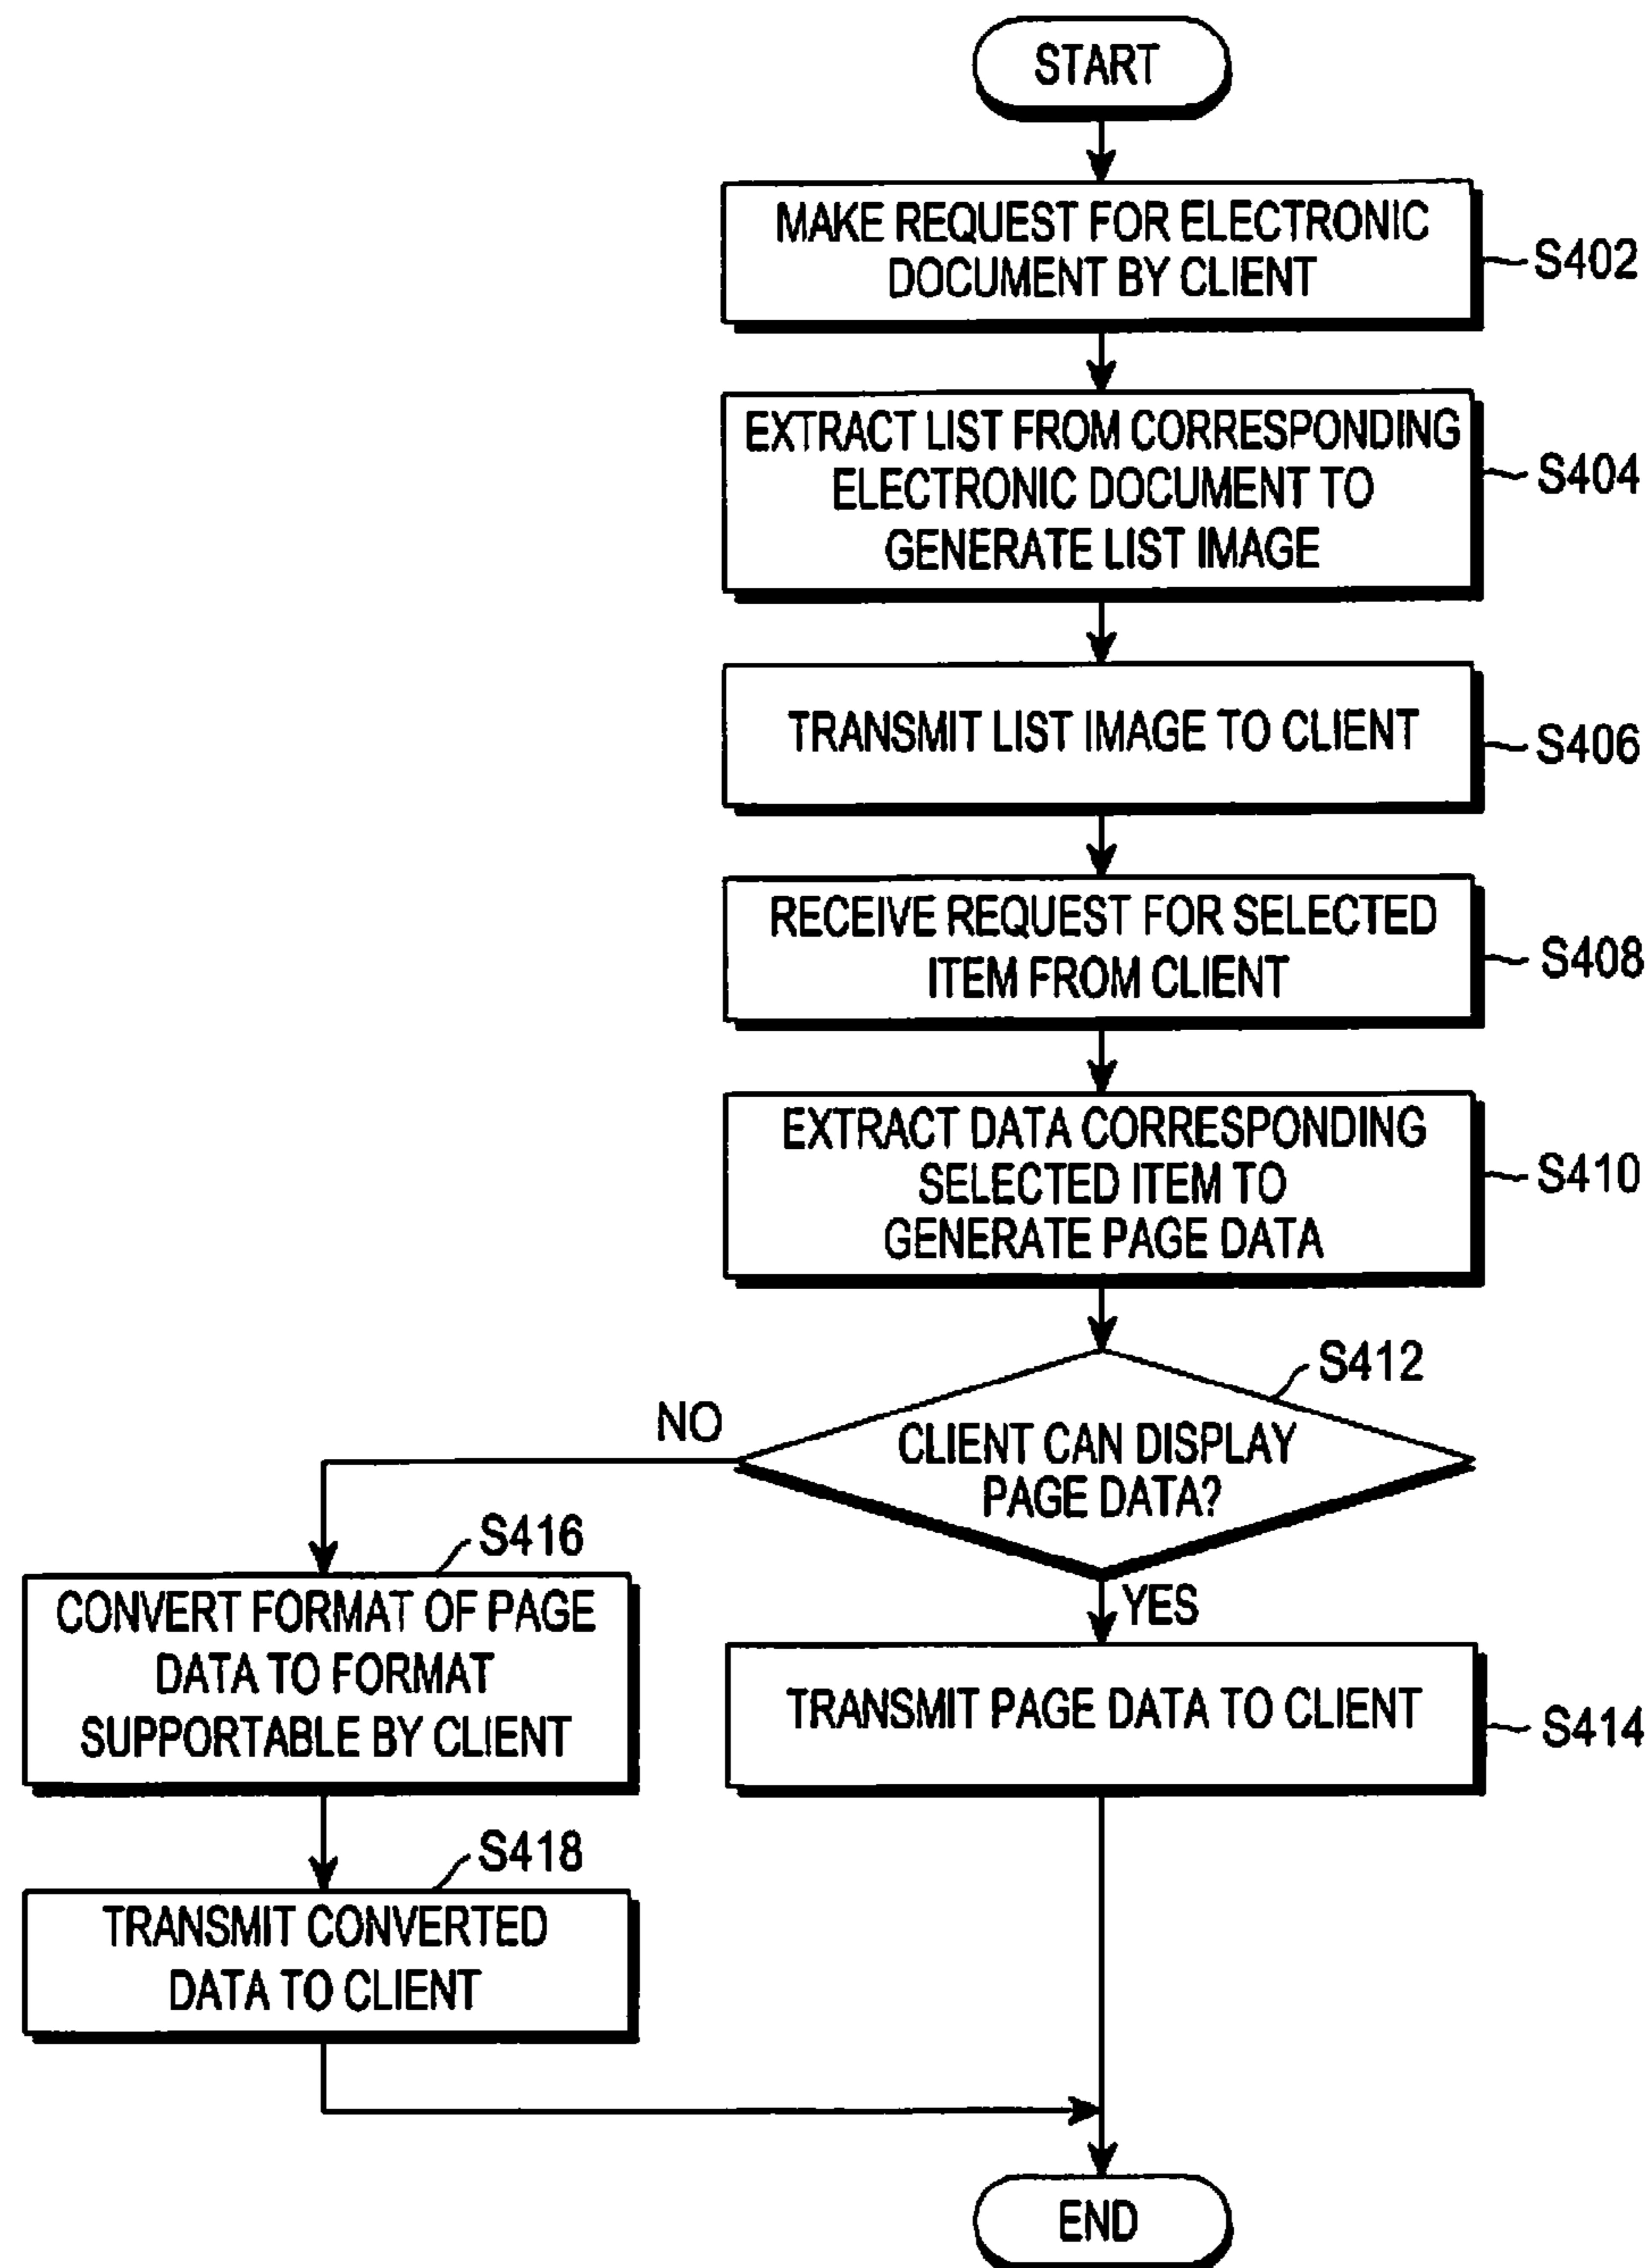 START
MAKE REQUEST FOR ELECTRONIC
DOCUMENT BY CLIENT
S402
EXTRACT LIST FROM CORRESPONDING
ELECTRONIC DOCUMENT TO
GENERATE LIST IMAGE
S404
TRANSMIT LIST IMAGE TO CLIENT
S406
RECEIVE REQUEST FOR SELECTED
ITEM FROM CLIENT
S408
EXTRACT DATA CORRESPONDING
SELECTED ITEM TO
GENERATE PAGE DATA
S410
S412
CLIENT CAN DISPLAY
PAGE DATA?
NO
YES
S416
CONVERT FORMAT OF PAGE
DATA TO FORMAT
SUPPORTABLE BY CLIENT
TRANSMIT PAGE DATA TO CLIENT
S414
S418
TRANSMIT CONVERTED
DATA TO CLIENT
END